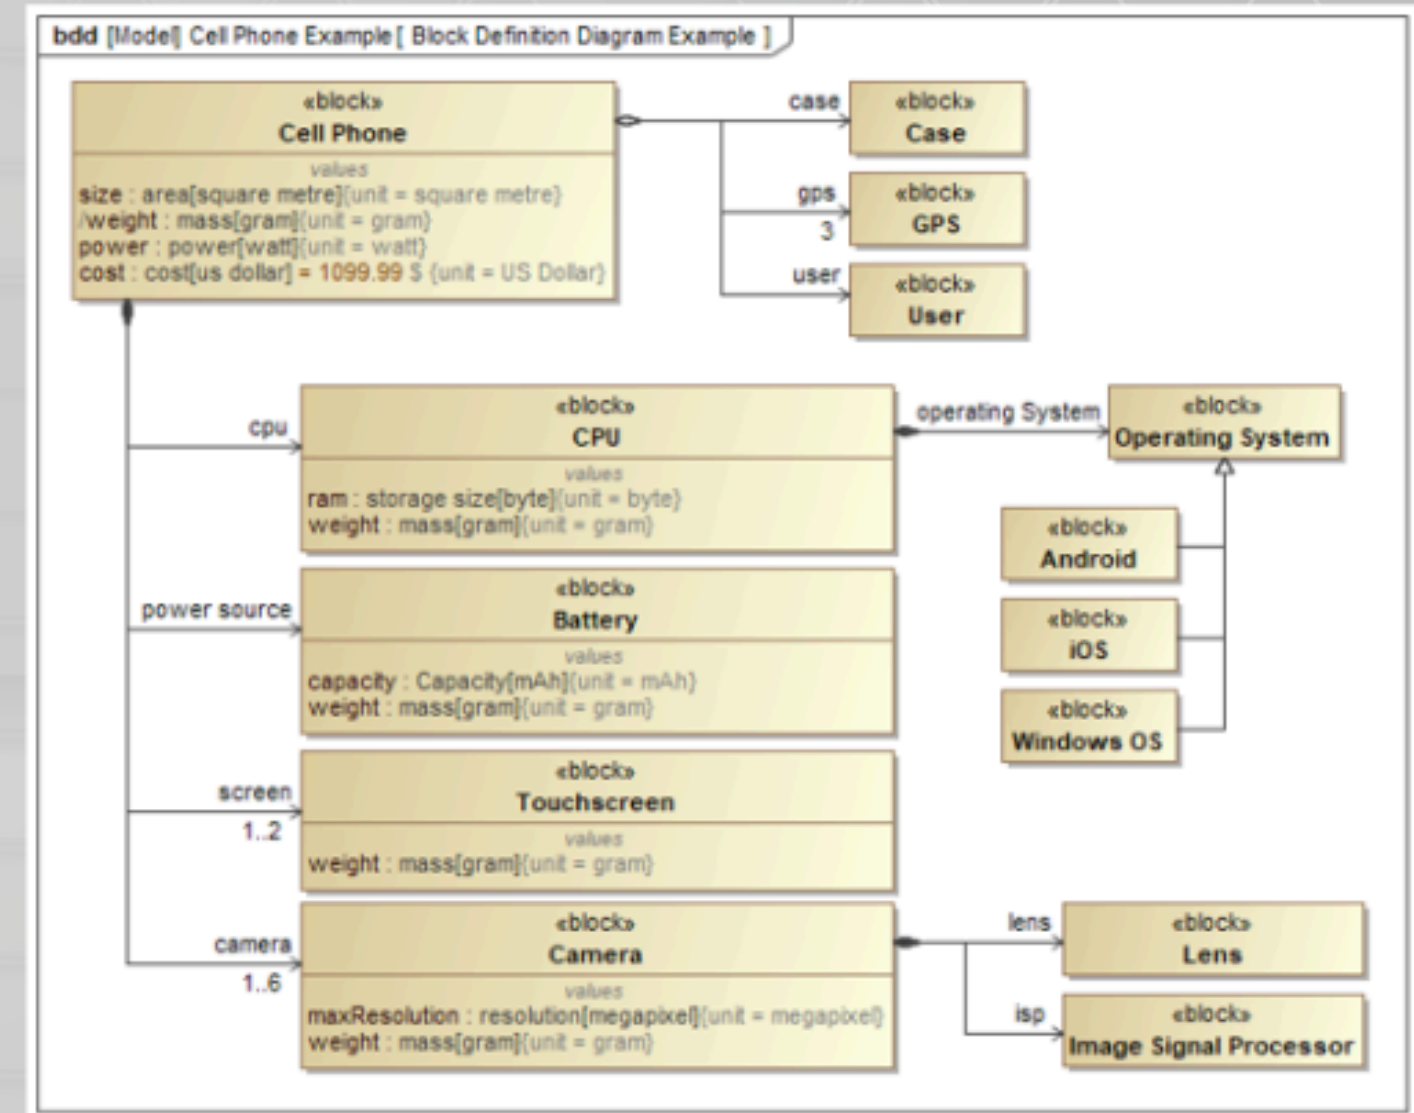 bdd [Model] Cell Phone Example [ Block Definition Diagram Example ]
«block»
Cell Phone
values
size : area[square metre]{unit = square metre}
/weight : mass[gram]{unit = gram}
power : power[watt]{unit = watt}
cost : cost[us dollar] = 1099.99 $ {unit = US Dollar}
case
«block»
Case
gps
3
«block»
GPS
user
«block»
User
cpu
«block»
CPU
values
ram : storage size[byte]{unit = byte}
weight : mass[gram]{unit = gram}
operating System
«block»
Operating System
«block»
Android
«block»
iOS
«block»
Windows OS
power source
«block»
Battery
values
capacity : Capacity[mAh]{unit = mAh}
weight : mass[gram]{unit = gram}
screen
1..2
«block»
Touchscreen
values
weight : mass[gram]{unit = gram}
camera
1..6
«block»
Camera
values
maxResolution : resolution[megapixel]{unit = megapixel}
weight : mass[gram]{unit = gram}
lens
«block»
Lens
isp
«block»
Image Signal Processor